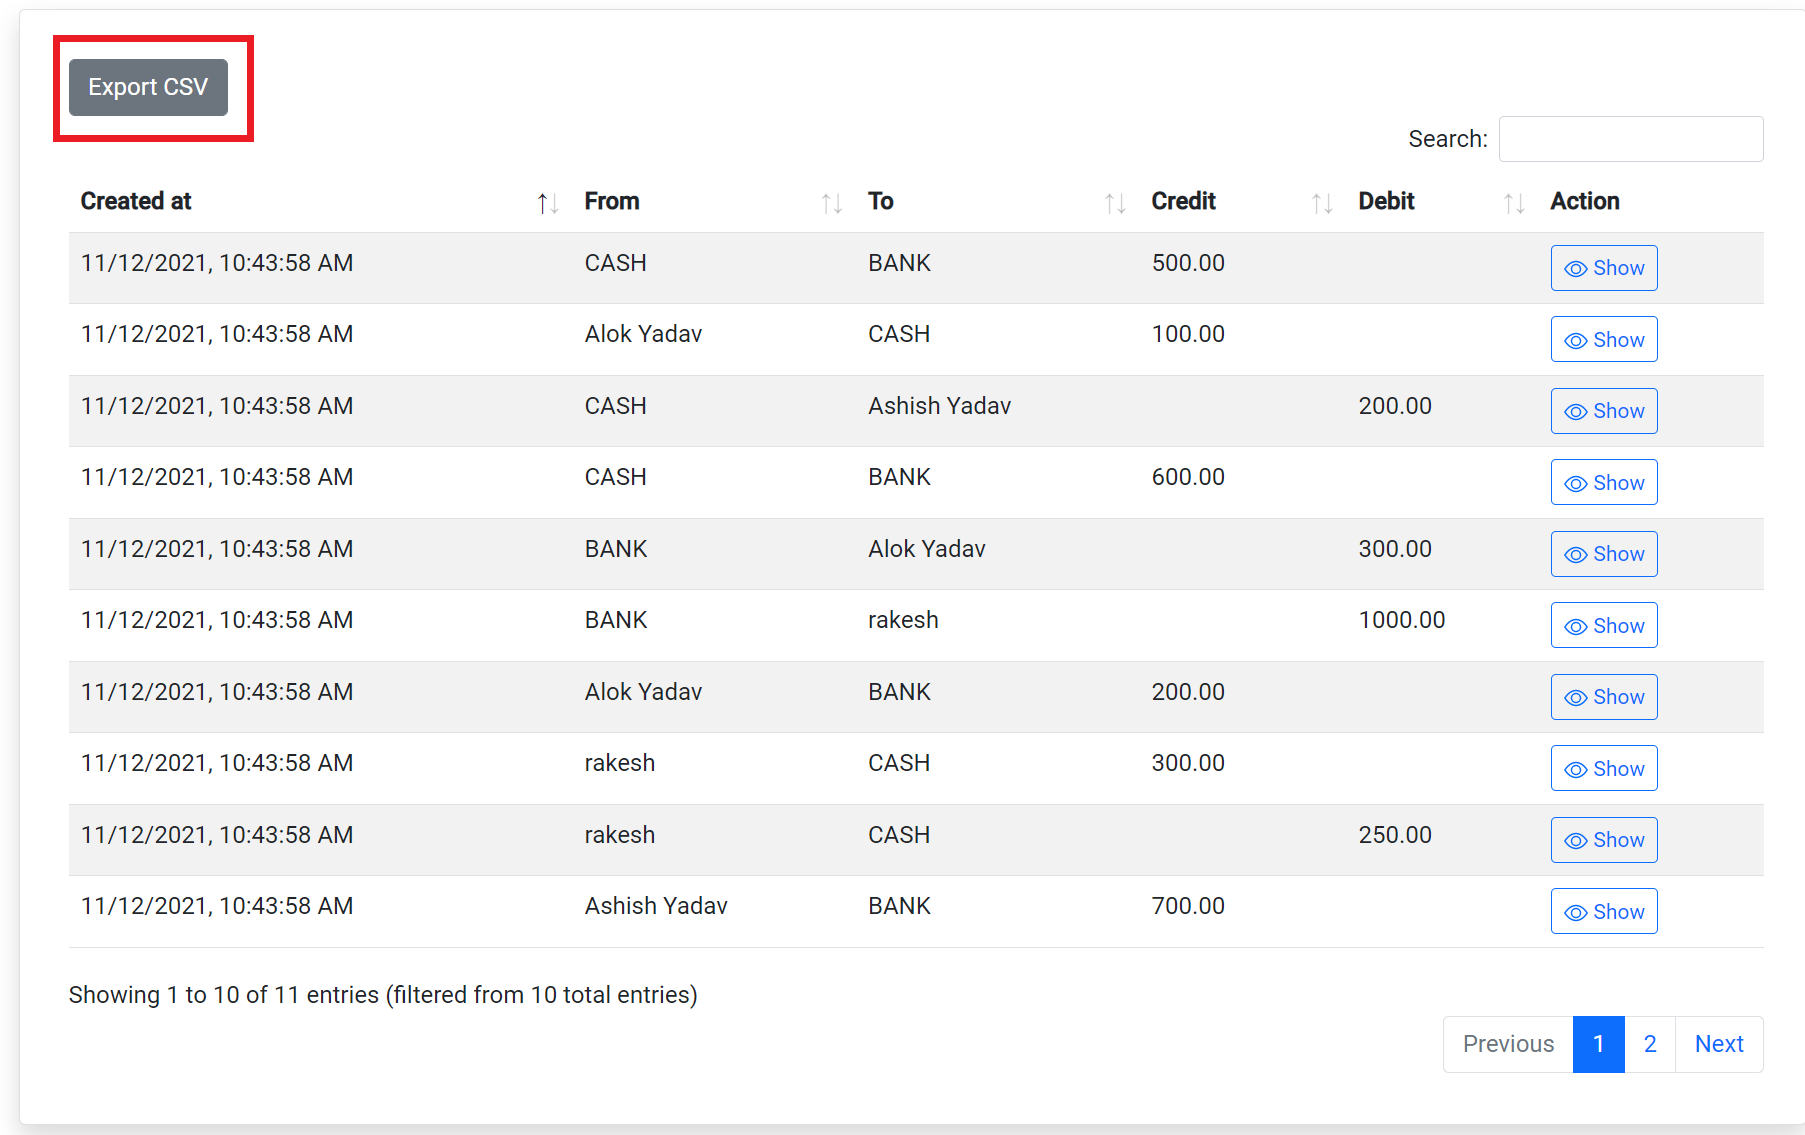 Export CSV
Search:
Created at From To Credit Debit Action
11/12/2021, 10:43:58 AM CASH BANK 500.00 Show
11/12/2021, 10:43:58 AM Alok Yadav CASH 100.00 Show
11/12/2021, 10:43:58 AM CASH Ashish Yadav 200.00 Show
11/12/2021, 10:43:58 AM CASH BANK 600.00 Show
11/12/2021, 10:43:58 AM BANK Alok Yadav 300.00 Show
11/12/2021, 10:43:58 AM BANK rakesh 1000.00 Show
11/12/2021, 10:43:58 AM Alok Yadav BANK 200.00 Show
11/12/2021, 10:43:58 AM rakesh CASH 300.00 Show
11/12/2021, 10:43:58 AM rakesh CASH 250.00 Show
11/12/2021, 10:43:58 AM Ashish Yadav BANK 700.00 Show
Showing 1 to 10 of 11 entries (filtered from 10 total entries)
Previous 1 2 Next